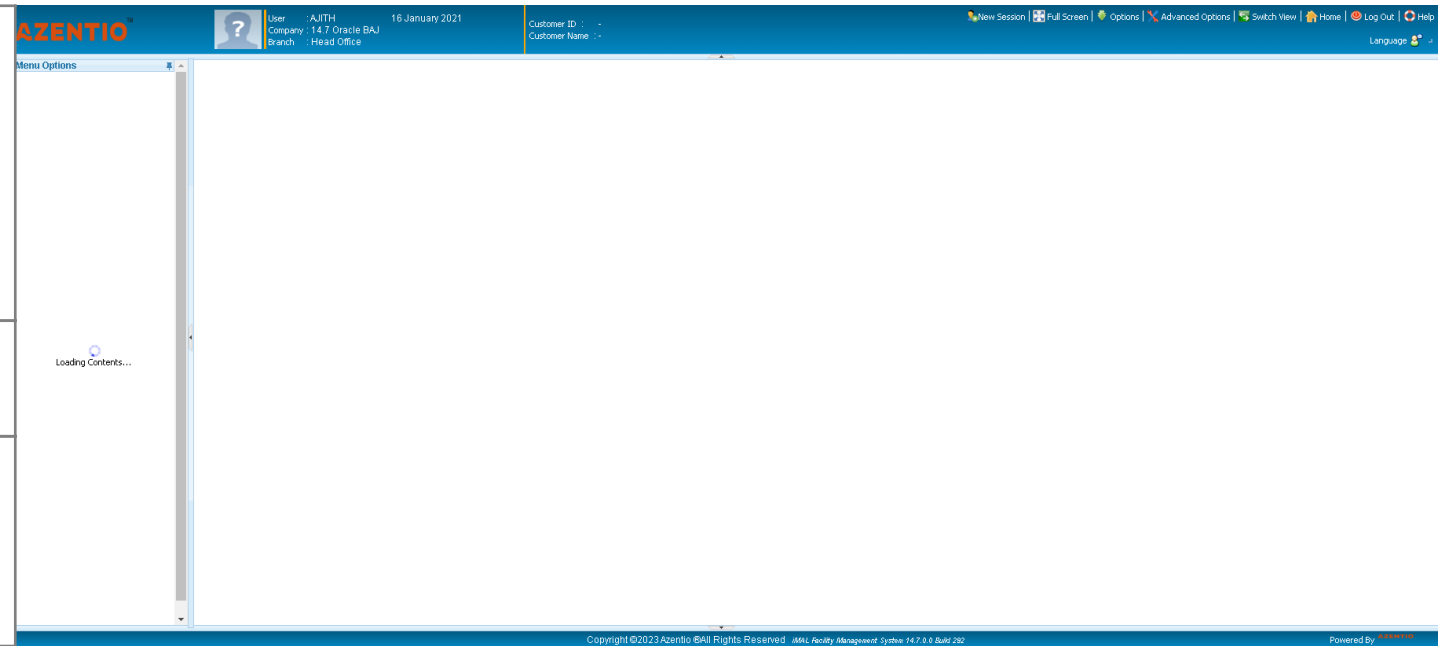 AZENTIO™
User : AJITH 16 January 2021
Company : 14.7 Oracle BAJ
Branch : Head Office
Customer ID : -
Customer Name : -
New Session | Full Screen | Options | Advanced Options | Switch View | Home | Log Out | Help
Language
Menu Options
Loading Contents...
Copyright ©2023 Azentio ®All Rights Reserved iMAL Facility Management System 14.7.0.0 Build 292
Powered By AZENTIO